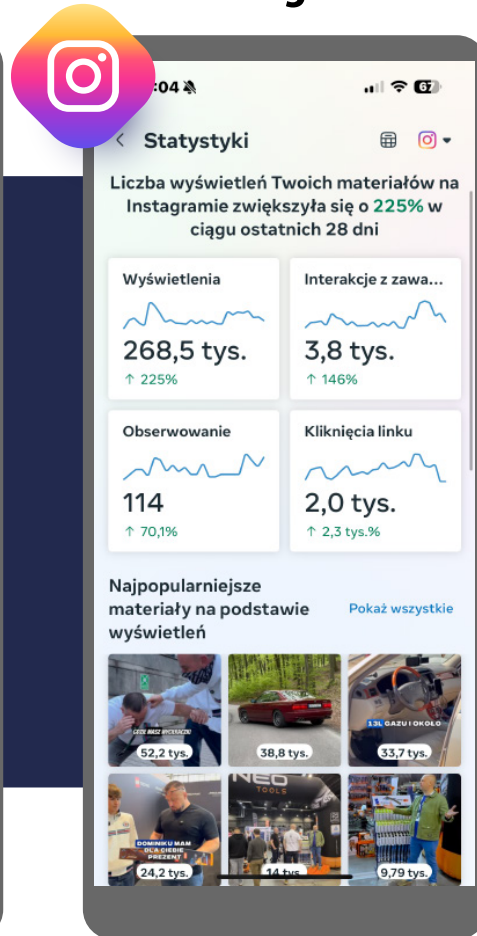 :04
67
Statystyki
Liczba wyświetleń Twoich materiałów na
Instagramie zwiększyła się o 225% w
ciągu ostatnich 28 dni
Wyświetlenia
268,5 tys.
↑ 225%
Interakcje z zawa...
3,8 tys.
↑ 146%
Obserwowanie
114
↑ 70,1%
Kliknięcia linku
2,0 tys.
↑ 2,3 tys.%
Najpopularniejsze
materiały na podstawie
wyświetleń
Pokaż wszystkie
52,2 tys.
38,8 tys.
13L GAZU I OKOŁO
33,7 tys.
DOMINIKU MAM
DLA CIEBIE
PREZENT
24,2 tys.
NEO
TOOLS
14 tys.
9,79 tys.